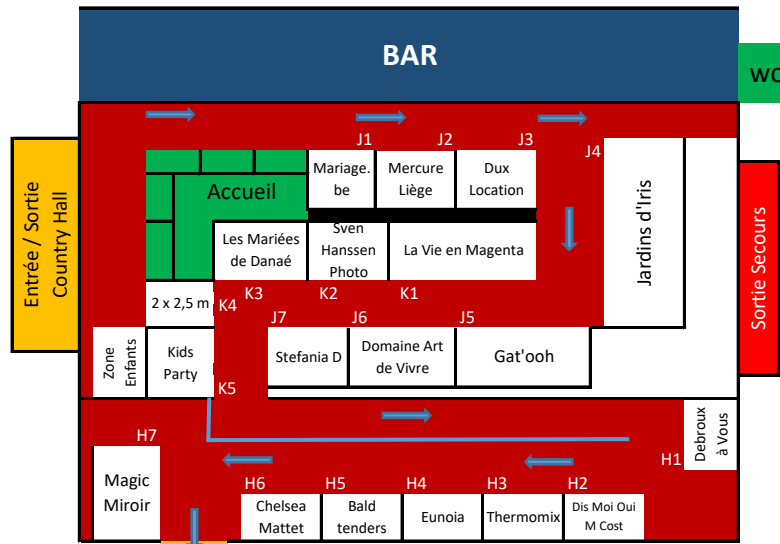 BAR
WC
J1
J2
J3
J4
Mariage.
be
Mercure
Liège
Dux
Location
Accueil
Entrée / Sortie
Country Hall
Jardins d'Iris
Sortie Secours
Les Mariées
de Danaé
Sven
Hanssen
Photo
La Vie en Magenta
2 x 2,5 m
K4
K3
K2
K1
J7
J6
J5
Zone
Enfants
Kids
Party
Stefania D
Domaine Art
de Vivre
Gat'ooh
K5
H7
Debroux
à Vous
H1
Magic
Miroir
H6
H5
H4
H3
H2
Chelsea
Mattet
Bald
tenders
Eunoia
Thermomix
Dis Moi Oui
M Cost